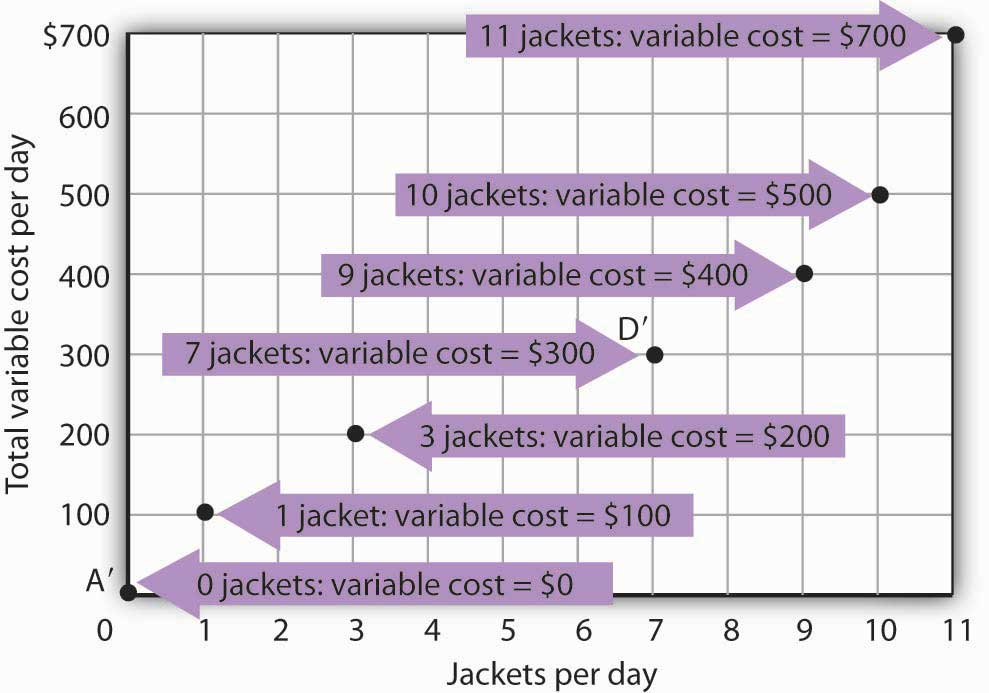 $700
11 jackets: variable cost = $700
600
500
10 jackets: variable cost = $500
400
9 jackets: variable cost = $400
D′
300
7 jackets: variable cost = $300
200
3 jackets: variable cost = $200
100
1 jacket: variable cost = $100
A′
0 jackets: variable cost = $0
0 1 2 3 4 5 6 7 8 9 10 11
Jackets per day
Total variable cost per day